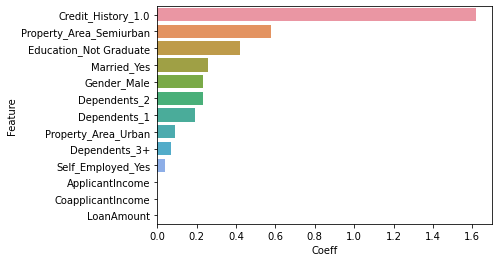 Credit_History_1.0
Property_Area_Semiurban
Education_Not Graduate
Married_Yes
Gender_Male
Dependents_2
Dependents_1
Property_Area_Urban
Dependents_3+
Self_Employed_Yes
ApplicantIncome
CoapplicantIncome
LoanAmount
Feature
0.0 0.2 0.4 0.6 0.8 1.0 1.2 1.4 1.6
Coeff